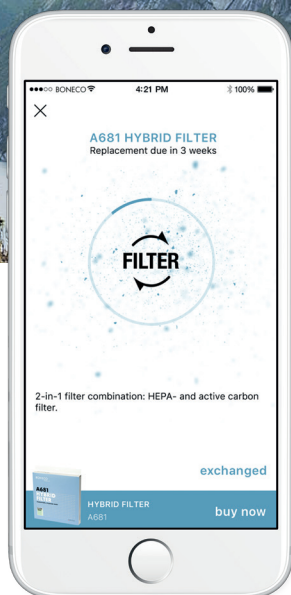 BONECO
4:21 PM
100%
A681 HYBRID FILTER
Replacement due in 3 weeks
FILTER
2-in-1 filter combination: HEPA- and active carbon
filter.
exchanged
A681
HYBRID
FILTER
HYBRID FILTER
A681
buy now